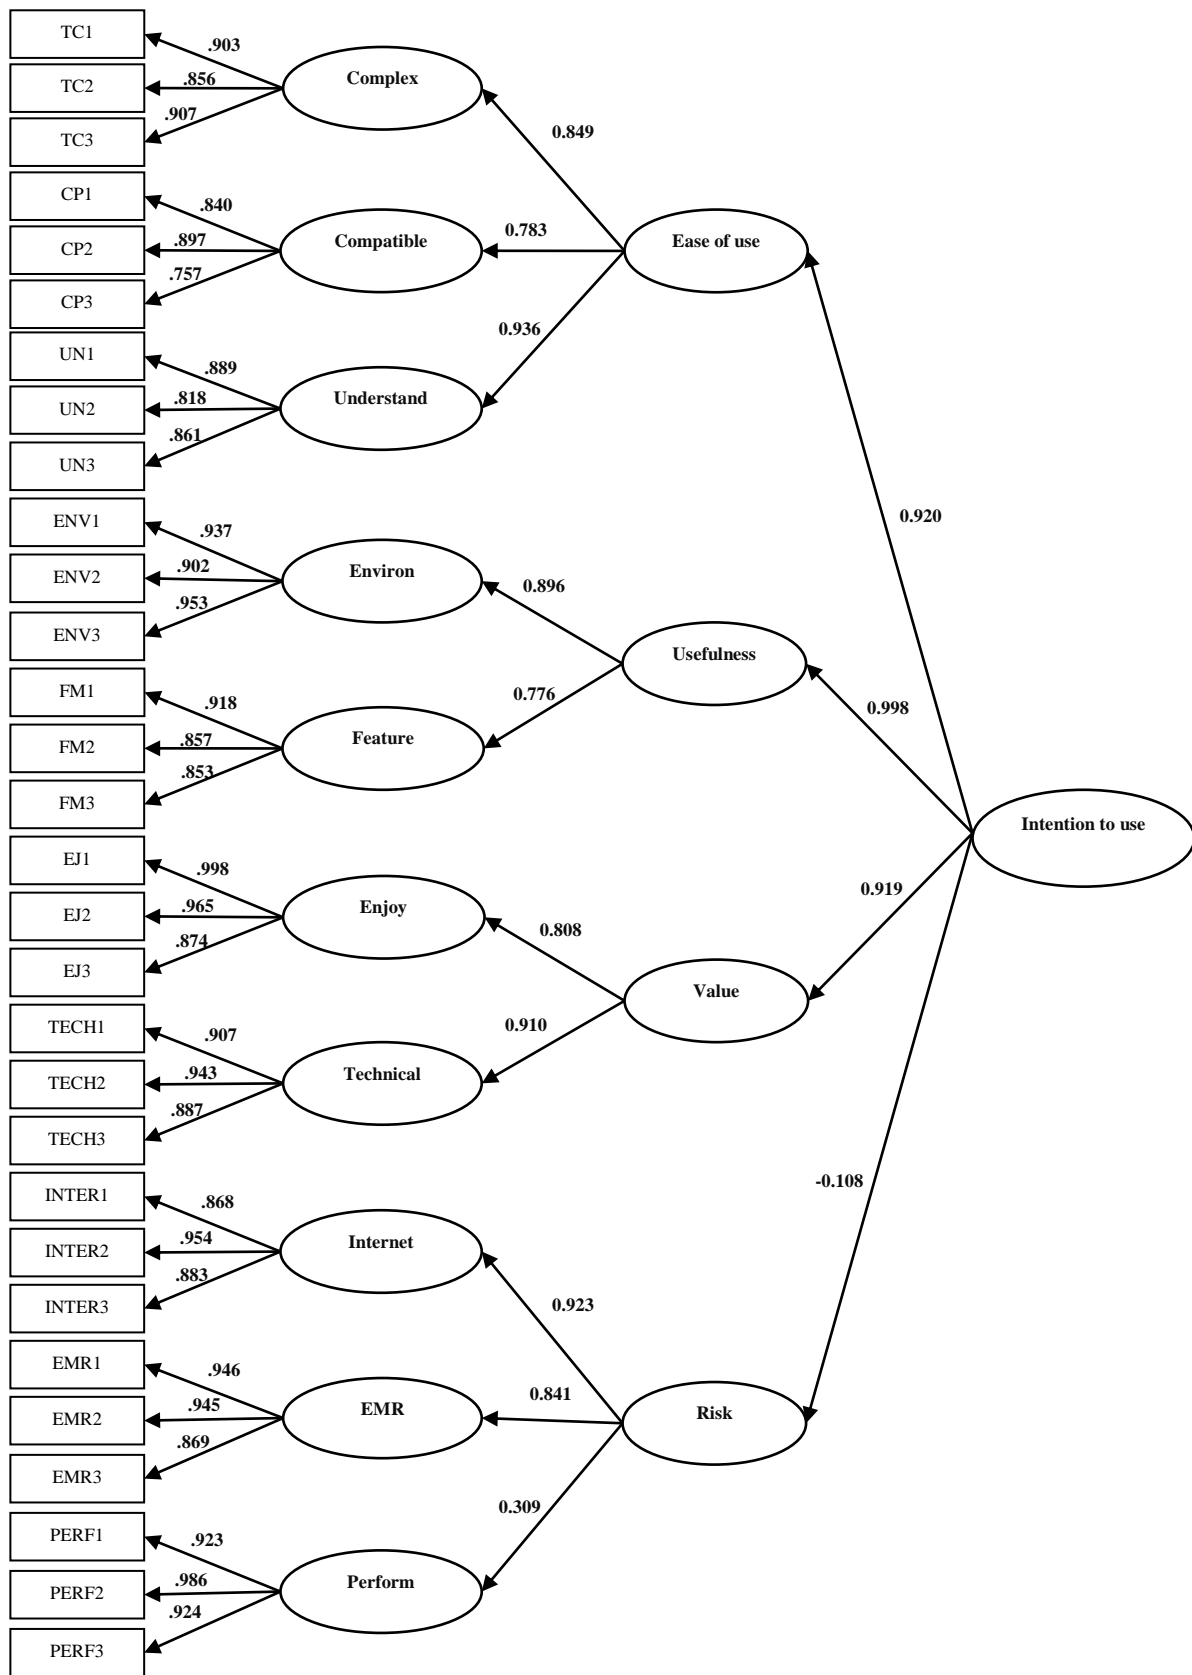 TC1
.903
TC2
.856
Complex
.907
TC3
0.849
CP1
.840
CP2
.897
Compatible
0.783
Ease of use
.757
CP3
0.936
UN1
.889
UN2
.818
Understand
.861
UN3
0.920
ENV1
.937
ENV2
.902
Environ
0.896
.953
ENV3
Usefulness
FM1
.918
0.776
0.998
FM2
.857
Feature
.853
FM3
Intention to use
EJ1
.998
0.919
EJ2
.965
Enjoy
0.808
.874
EJ3
Value
TECH1
.907
0.910
TECH2
.943
Technical
.887
TECH3
-0.108
INTER1
.868
INTER2
.954
Internet
.883
INTER3
0.923
EMR1
.946
0.841
EMR2
.945
EMR
Risk
.869
EMR3
0.309
PERF1
.923
PERF2
.986
Perform
.924
PERF3